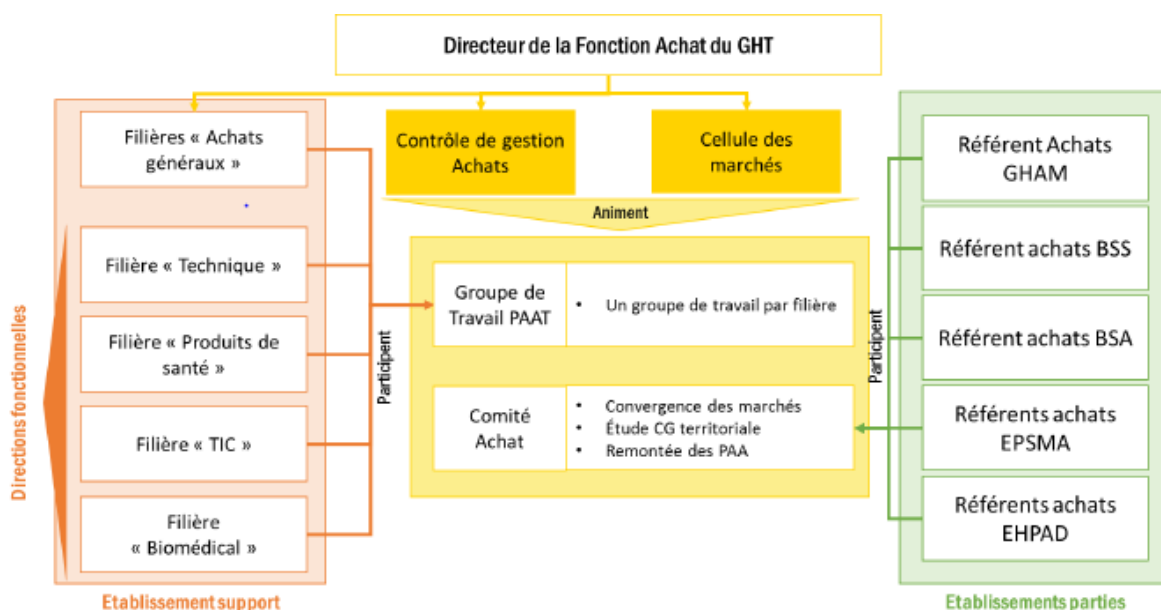 Directeur de la Fonction Achat du GHT
Filières « Achats
généraux »
Contrôle de gestion
Achats
Cellule des
marchés
Animent
Directions fonctionnelles
Filière « Technique »
Filière « Produits de
santé »
Filière « TIC »
Filière
« Biomédical »
Etablissement support
Participent
Groupe de
Travail PAAT
• Un groupe de travail par filière
Comité
Achat
• Convergence des marchés
• Étude CG territoriale
• Remontée des PAA
Participent
Référent Achats
GHAM
Référent achats BSS
Référent achats BSA
Référents achats
EPSMA
Référents achats
EHPAD
Etablissements parties